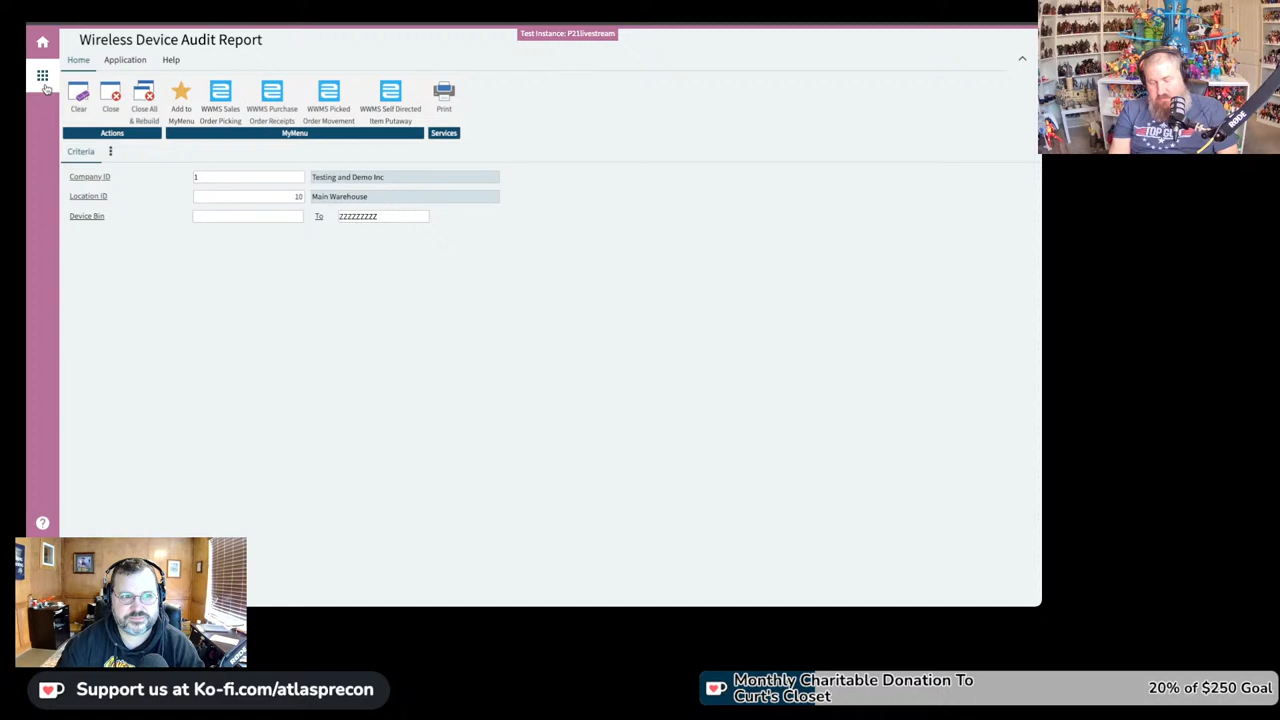 Wireless Device Audit Report
Test Instance: P21livestream
Home Application Help
Clear
Close
Close All & Rebuild
Add to MyMenu
WWMS Sales Order Picking
WWMS Purchase Order Receipts
WWMS Picked Order Movement
WWMS Self Directed Item Putaway
Print
Actions MyMenu Services
Criteria
Company ID 1 Testing and Demo Inc
Location ID 10 Main Warehouse
Device Bin To ZZZZZZZZZ
TOP GU
RODE
Support us at Ko-fi.com/atlasprecon
Monthly Charitable Donation To
Curt's Closet
20% of $250 Goal